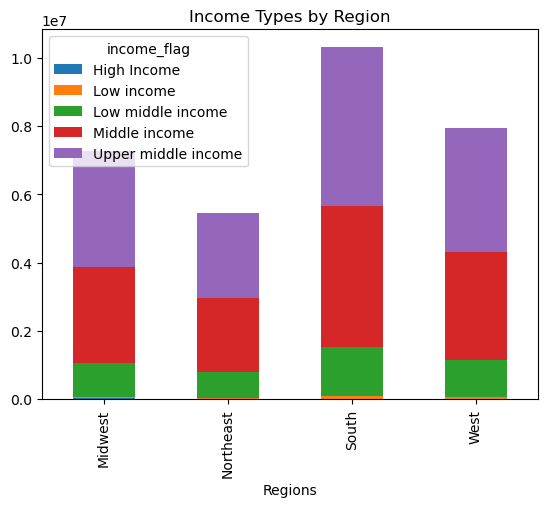 Income Types by Region
1e7
income_flag
High Income
Low income
Low middle income
Middle income
Upper middle income
1.0
0.8
0.6
0.4
0.2
0.0
Midwest
Northeast
South
West
Regions